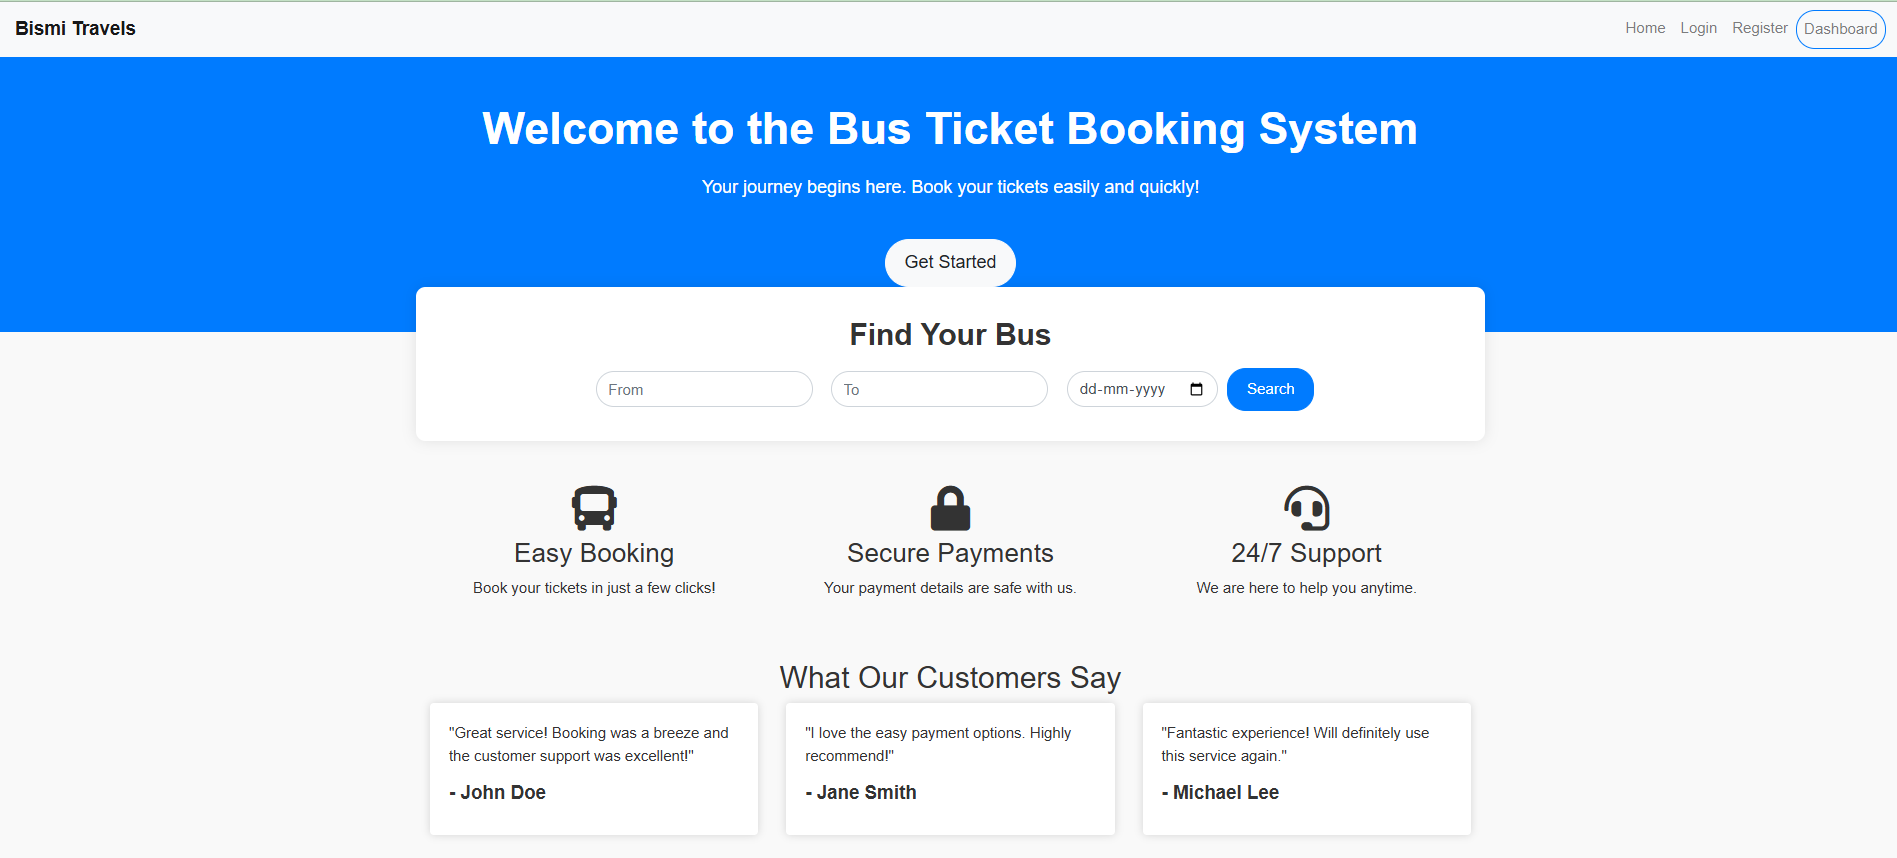 Bismi Travels
Home Login Register Dashboard
Welcome to the Bus Ticket Booking System
Your journey begins here. Book your tickets easily and quickly!
Get Started
Find Your Bus
From To dd-mm-yyyy Search
Easy Booking
Book your tickets in just a few clicks!
Secure Payments
Your payment details are safe with us.
24/7 Support
We are here to help you anytime.
What Our Customers Say
"Great service! Booking was a breeze and
the customer support was excellent!"
- John Doe
"I love the easy payment options. Highly
recommend!"
- Jane Smith
"Fantastic experience! Will definitely use
this service again."
- Michael Lee